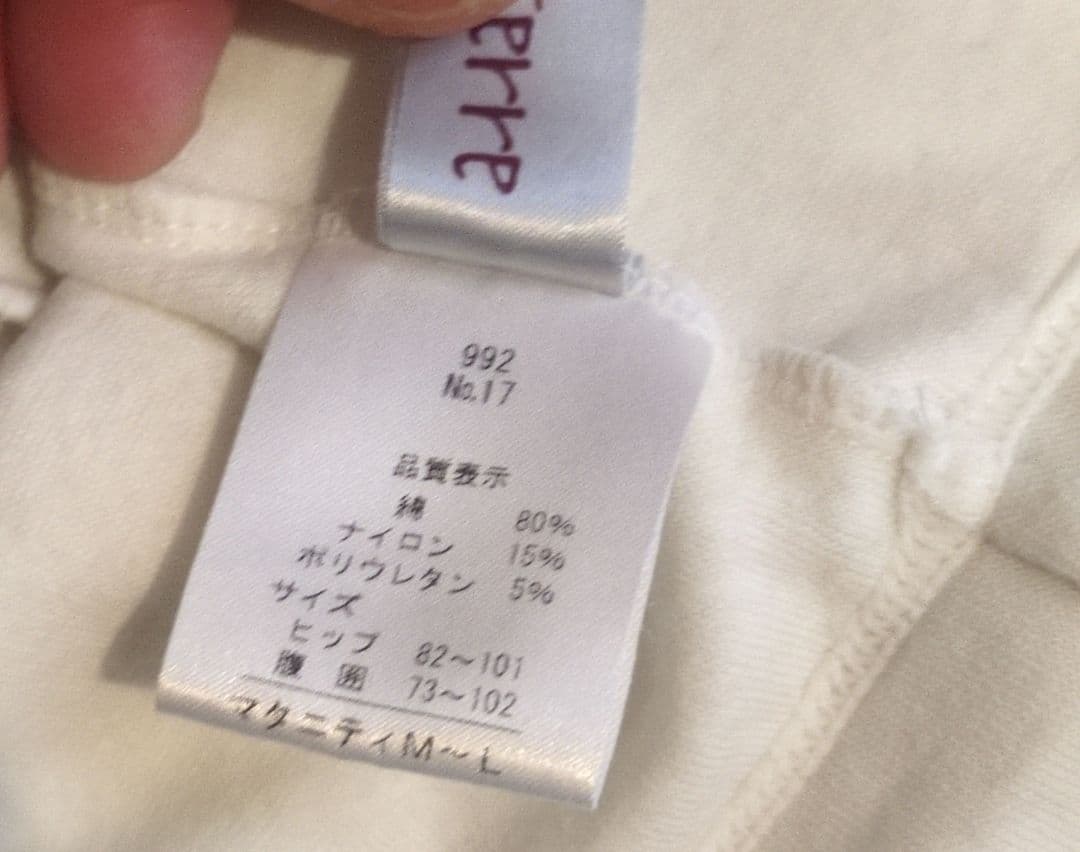 erre
992
No.17
品質表示
綿 80%
ナイロン 15%
ポリウレタン 5%
サイズ
ヒップ 82～101
腹囲 73～102
マタニティM～L